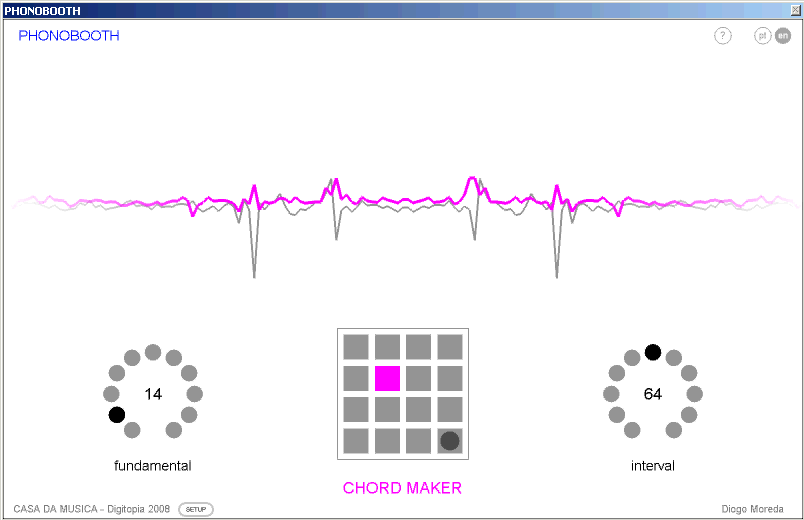 PHONOBOOTH
PHONOBOOTH
? pt en
14
64
fundamental
interval
CHORD MAKER
CASA DA MUSICA - Digitopia 2008 SETUP
Diogo Moreda